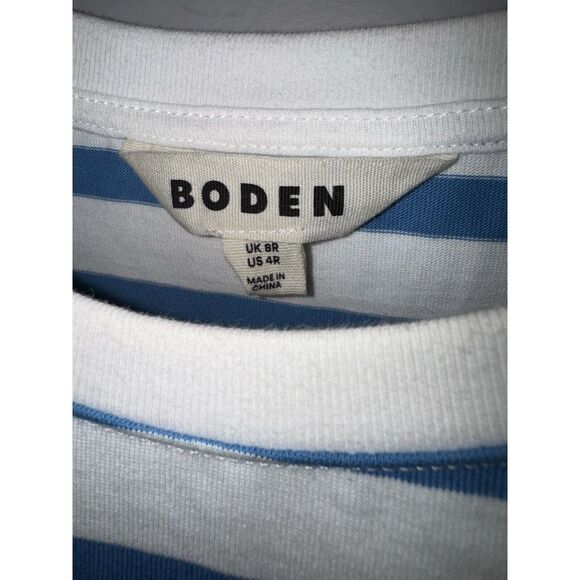 BODEN
UK 8R
US 4R
MADE IN
CHINA